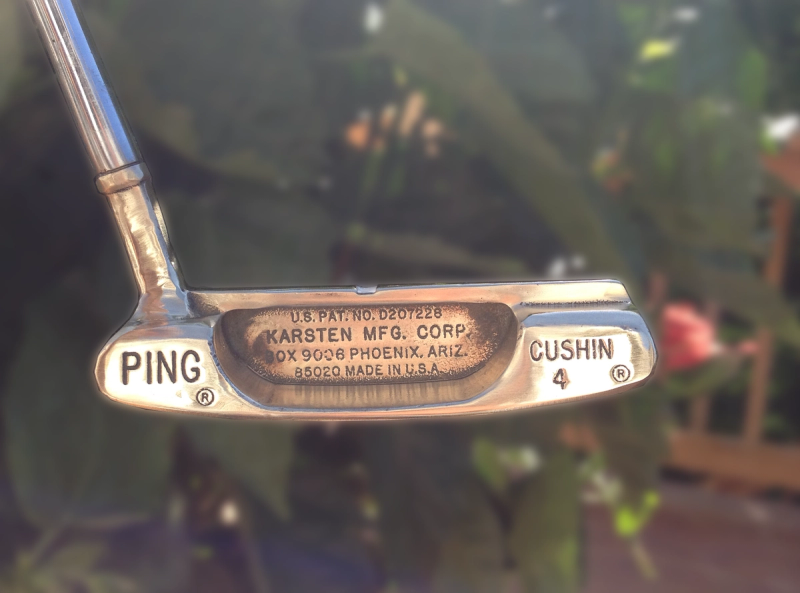 U.S. PAT. NO. D207228
KARSTEN MFG. CORP.
BOX 9006 PHOENIX, ARIZ.
85020 MADE IN U.S.A.
PING ®
CUSHIN
4 ®